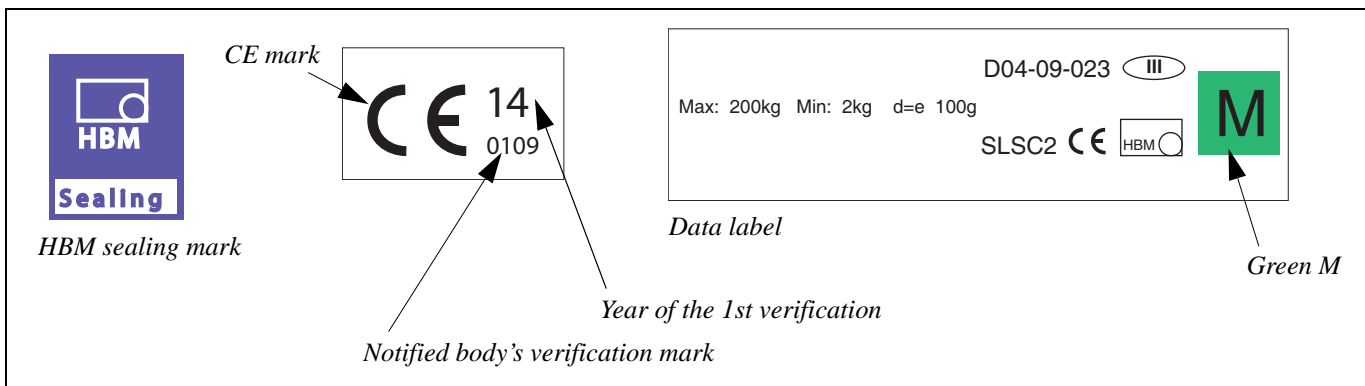 HBM
Sealing
HBM sealing mark
CE mark
CE 14
0109
Year of the 1st verification
Notified body's verification mark
D04-09-023 III
Max: 200kg Min: 2kg d=e 100g
SLSC2 CE HBM
M
Data label
Green M